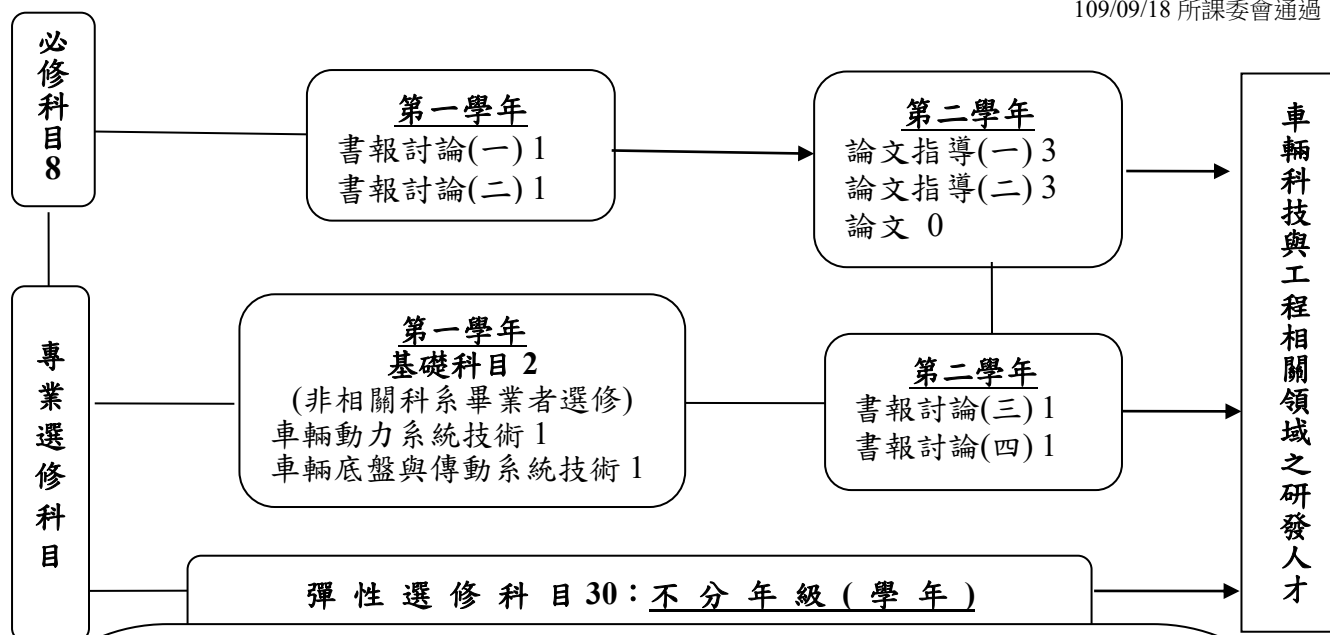 109/09/18 所課委會通過
必修科目8
第一學年
書報討論(一) 1
書報討論(二) 1
第二學年
論文指導(一) 3
論文指導(二) 3
論文 0
車輛科技與工程相關領域之研發人才
專業選修科目
第一學年
基礎科目 2
(非相關科系畢業者選修)
車輛動力系統技術 1
車輛底盤與傳動系統技術 1
第二學年
書報討論(三) 1
書報討論(四) 1
彈性選修科目30：不分年級(學年)